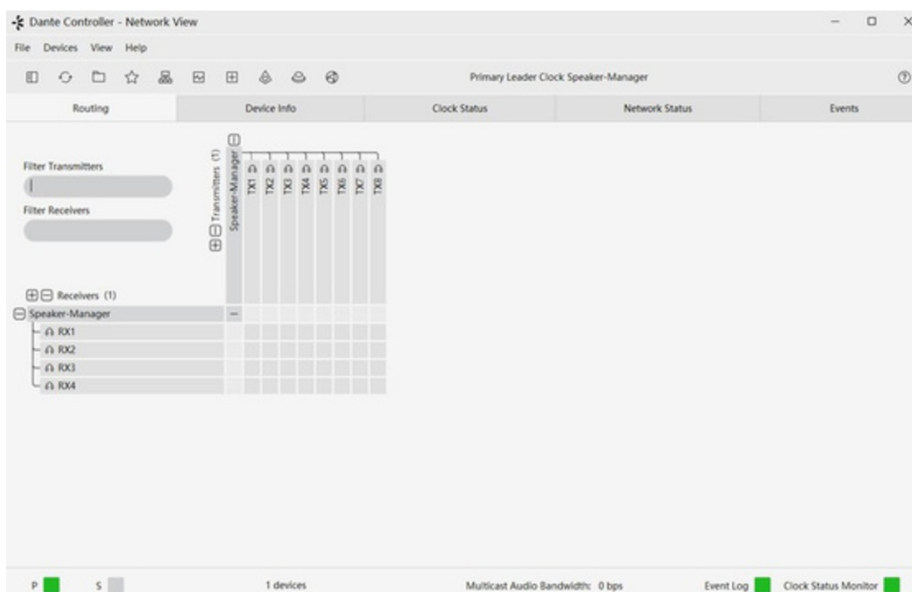 Dante Controller - Network View
File Devices View Help
Primary Leader Clock Speaker-Manager
Routing Device Info Clock Status Network Status Events
Filter Transmitters
Filter Receivers
Transmitters (1)
Speaker-Manager
TX1
TX2
TX3
TX4
TX5
TX6
TX7
TX8
Receivers (1)
Speaker-Manager
RX1
RX2
RX3
RX4
P S 1 devices Multicast Audio Bandwidth: 0 bps Event Log Clock Status Monitor